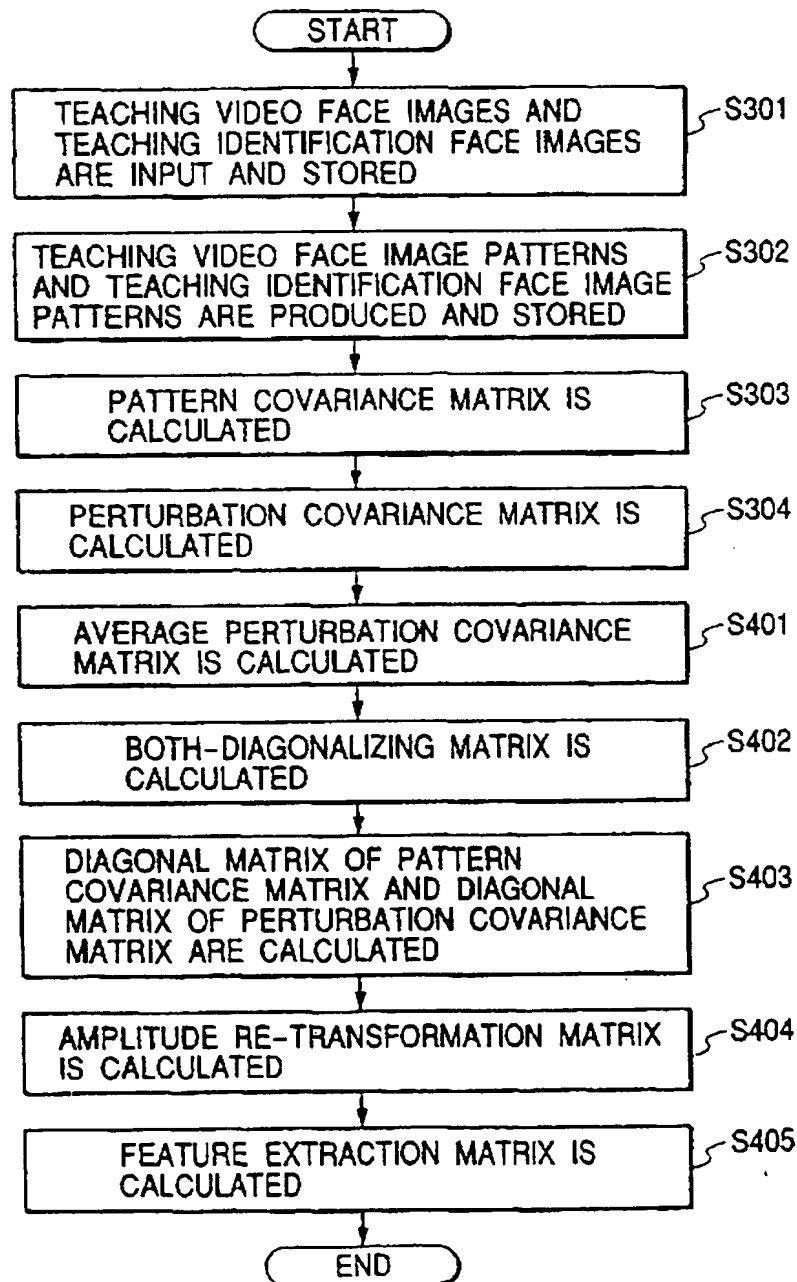 START
TEACHING VIDEO FACE IMAGES AND
TEACHING IDENTIFICATION FACE IMAGES
ARE INPUT AND STORED
S301
TEACHING VIDEO FACE IMAGE PATTERNS
AND TEACHING IDENTIFICATION FACE IMAGE
PATTERNS ARE PRODUCED AND STORED
S302
PATTERN COVARIANCE MATRIX IS
CALCULATED
S303
PERTURBATION COVARIANCE MATRIX IS
CALCULATED
S304
AVERAGE PERTURBATION COVARIANCE
MATRIX IS CALCULATED
S401
BOTH-DIAGONALIZING MATRIX IS
CALCULATED
S402
DIAGONAL MATRIX OF PATTERN
COVARIANCE MATRIX AND DIAGONAL
MATRIX OF PERTURBATION COVARIANCE
MATRIX ARE CALCULATED
S403
AMPLITUDE RE-TRANSFORMATION MATRIX
IS CALCULATED
S404
FEATURE EXTRACTION MATRIX IS
CALCULATED
S405
END